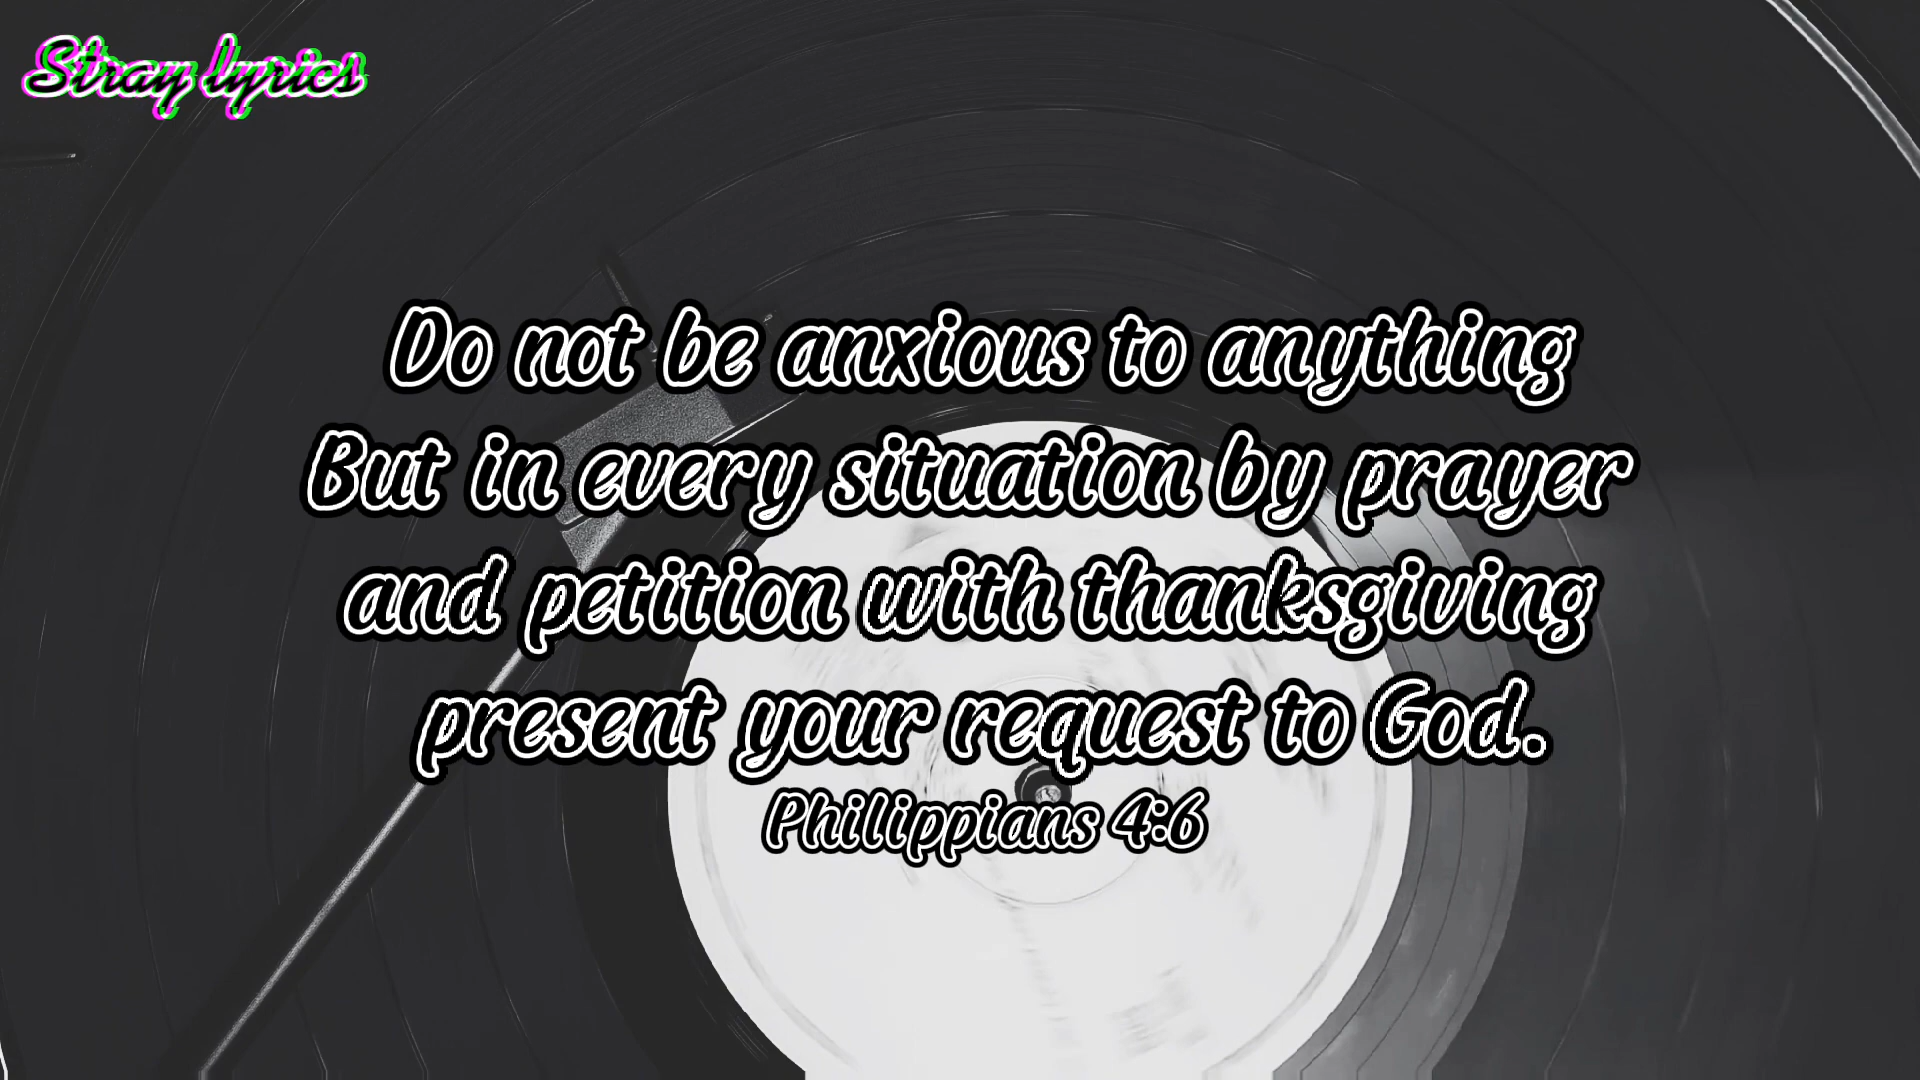 Stray lyrics
Do not be anxious to anything
But in every situation by prayer
and petition with thanksgiving
present your request to God.
Philippians 4:6